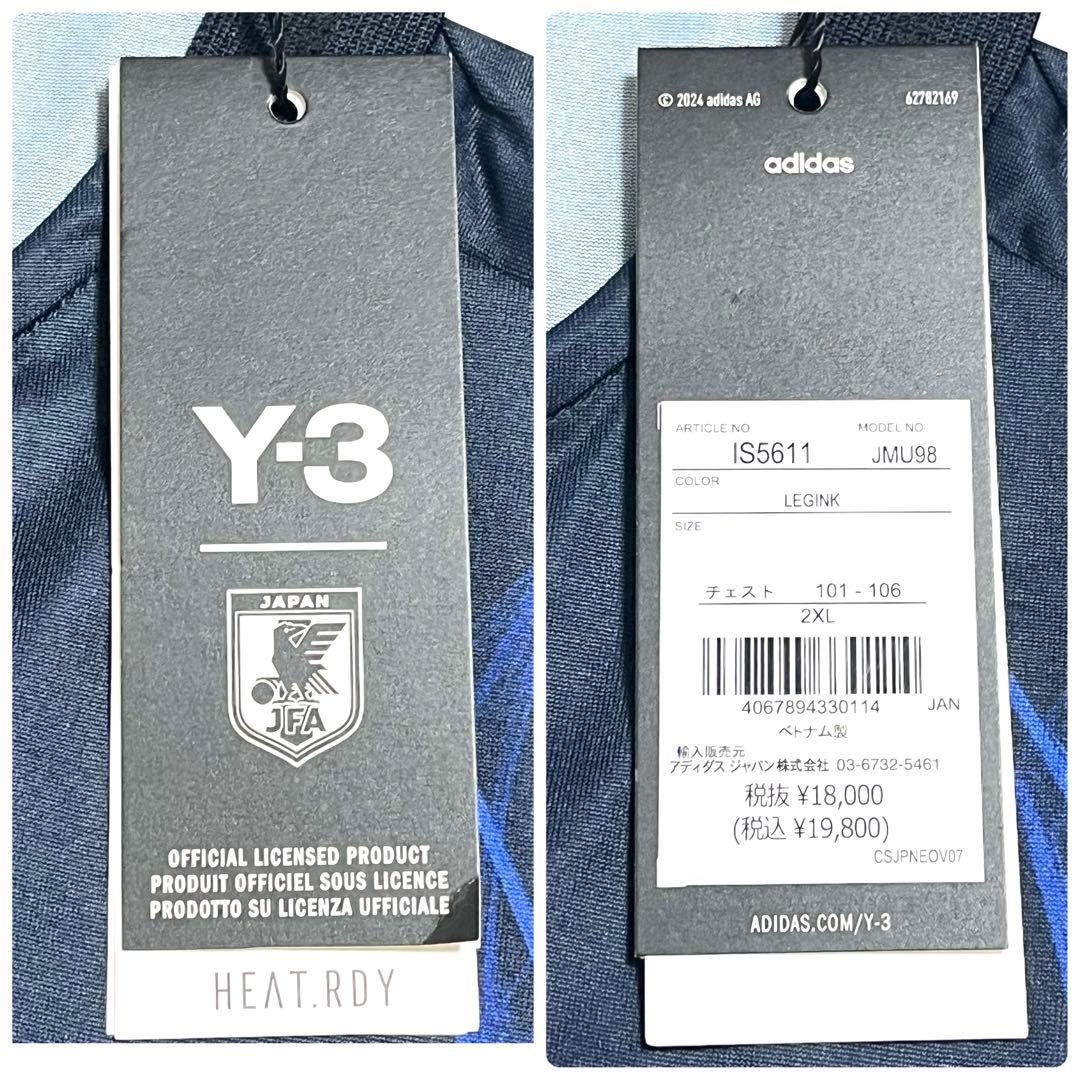 Y-3
JAPAN
JFA
OFFICIAL LICENSED PRODUCT
PRODUIT OFFICIEL SOUS LICENCE
PRODOTTO SU LICENZA UFFICIALE
HEAT.RDY
© 2024 adidas AG 62782169
adidas
ARTICLE NO MODEL NO
IS5611 JMU98
COLOR
LEGINK
SIZE
チェスト 101 - 106
2XL
4067894330114 JAN
ベトナム製
輸入販売元
アディダス ジャパン株式会社 03-6732-5461
税抜 ¥18,000
(税込 ¥19,800)
CSJPNEOV07
ADIDAS.COM/Y-3